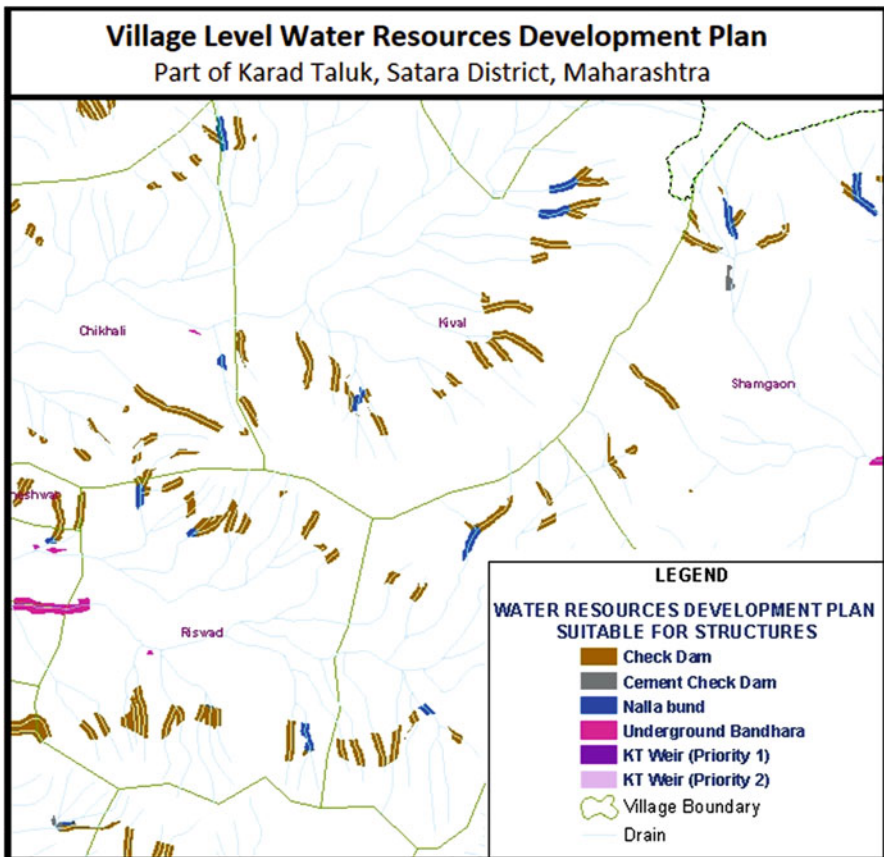 Village Level Water Resources Development Plan
Part of Karad Taluk, Satara District, Maharashtra
Chikhali
Kival
Shamgaon
neshwar
Riswad
LEGEND
WATER RESOURCES DEVELOPMENT PLAN
SUITABLE FOR STRUCTURES
Check Dam
Cement Check Dam
Nalla bund
Underground Bandhara
KT Weir (Priority 1)
KT Weir (Priority 2)
Village Boundary
Drain